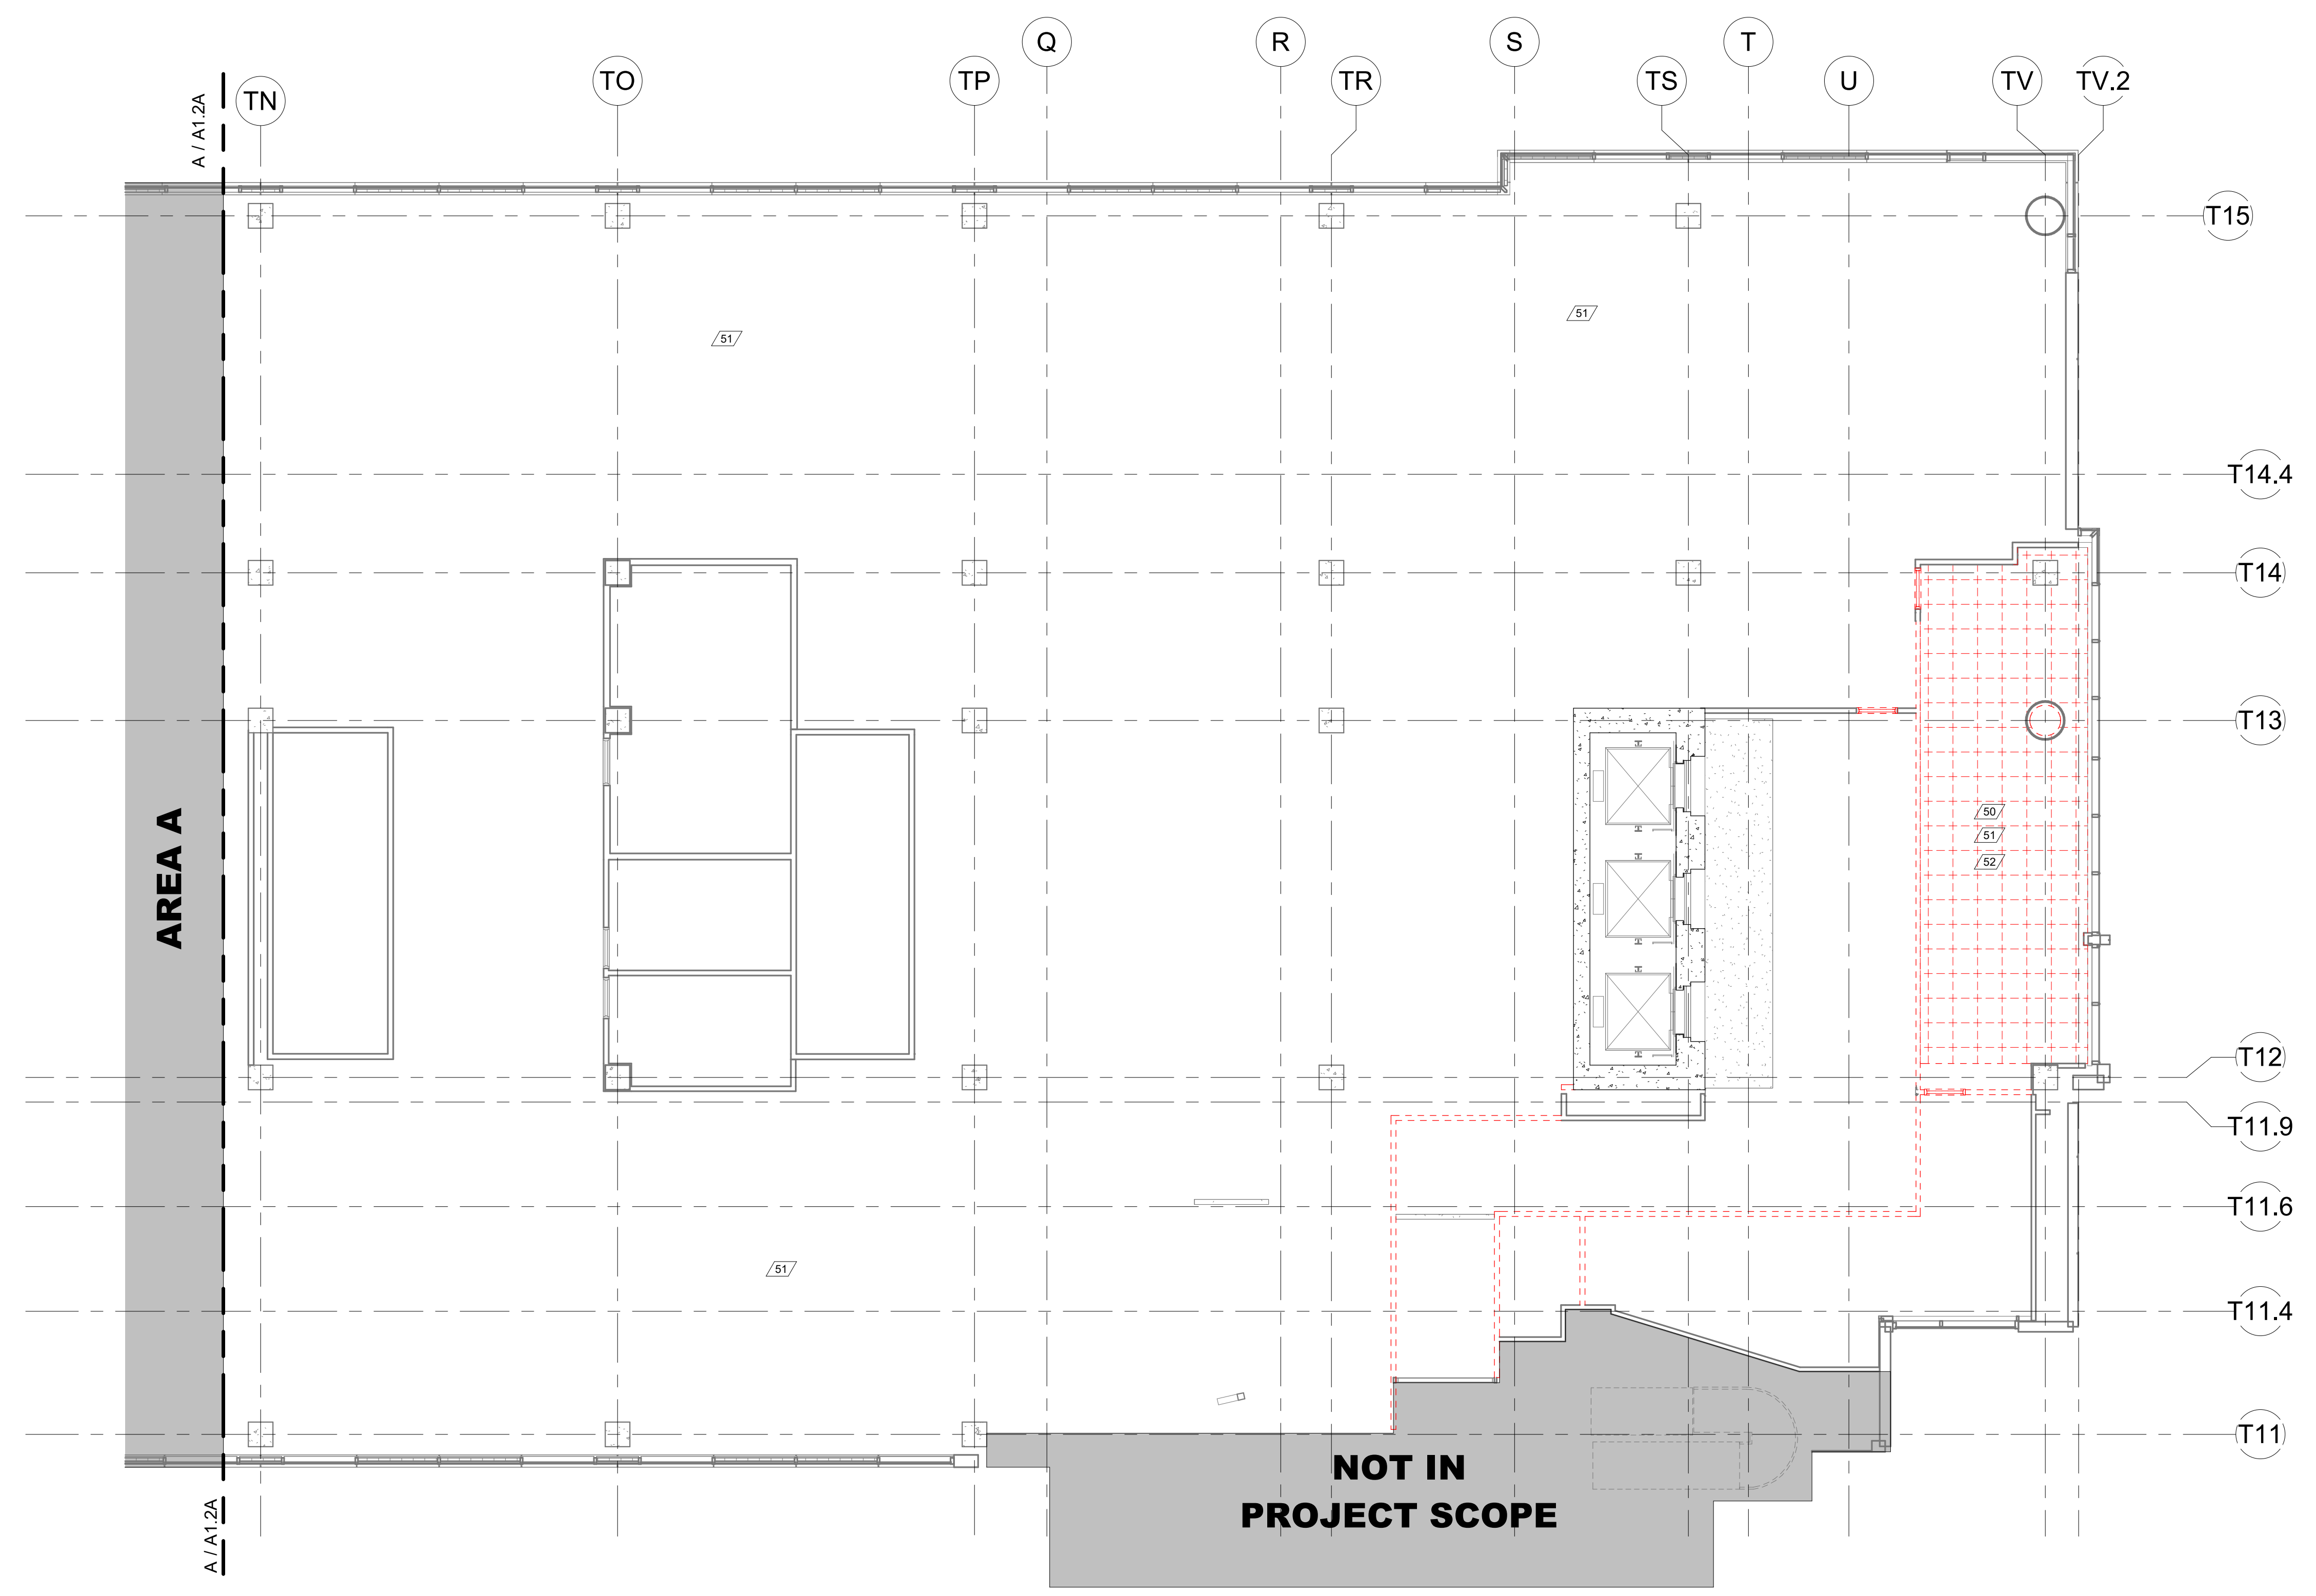 Q
R
S
T
TN
TO
TP
TR
TS
U
TV
TV.2
A / A1.2A
T15
51
51
T14.4
T14
T13
50
51
52
AREA A
T12
T11.9
T11.6
51
T11.4
T11
NOT IN
PROJECT SCOPE
A / A1.2A